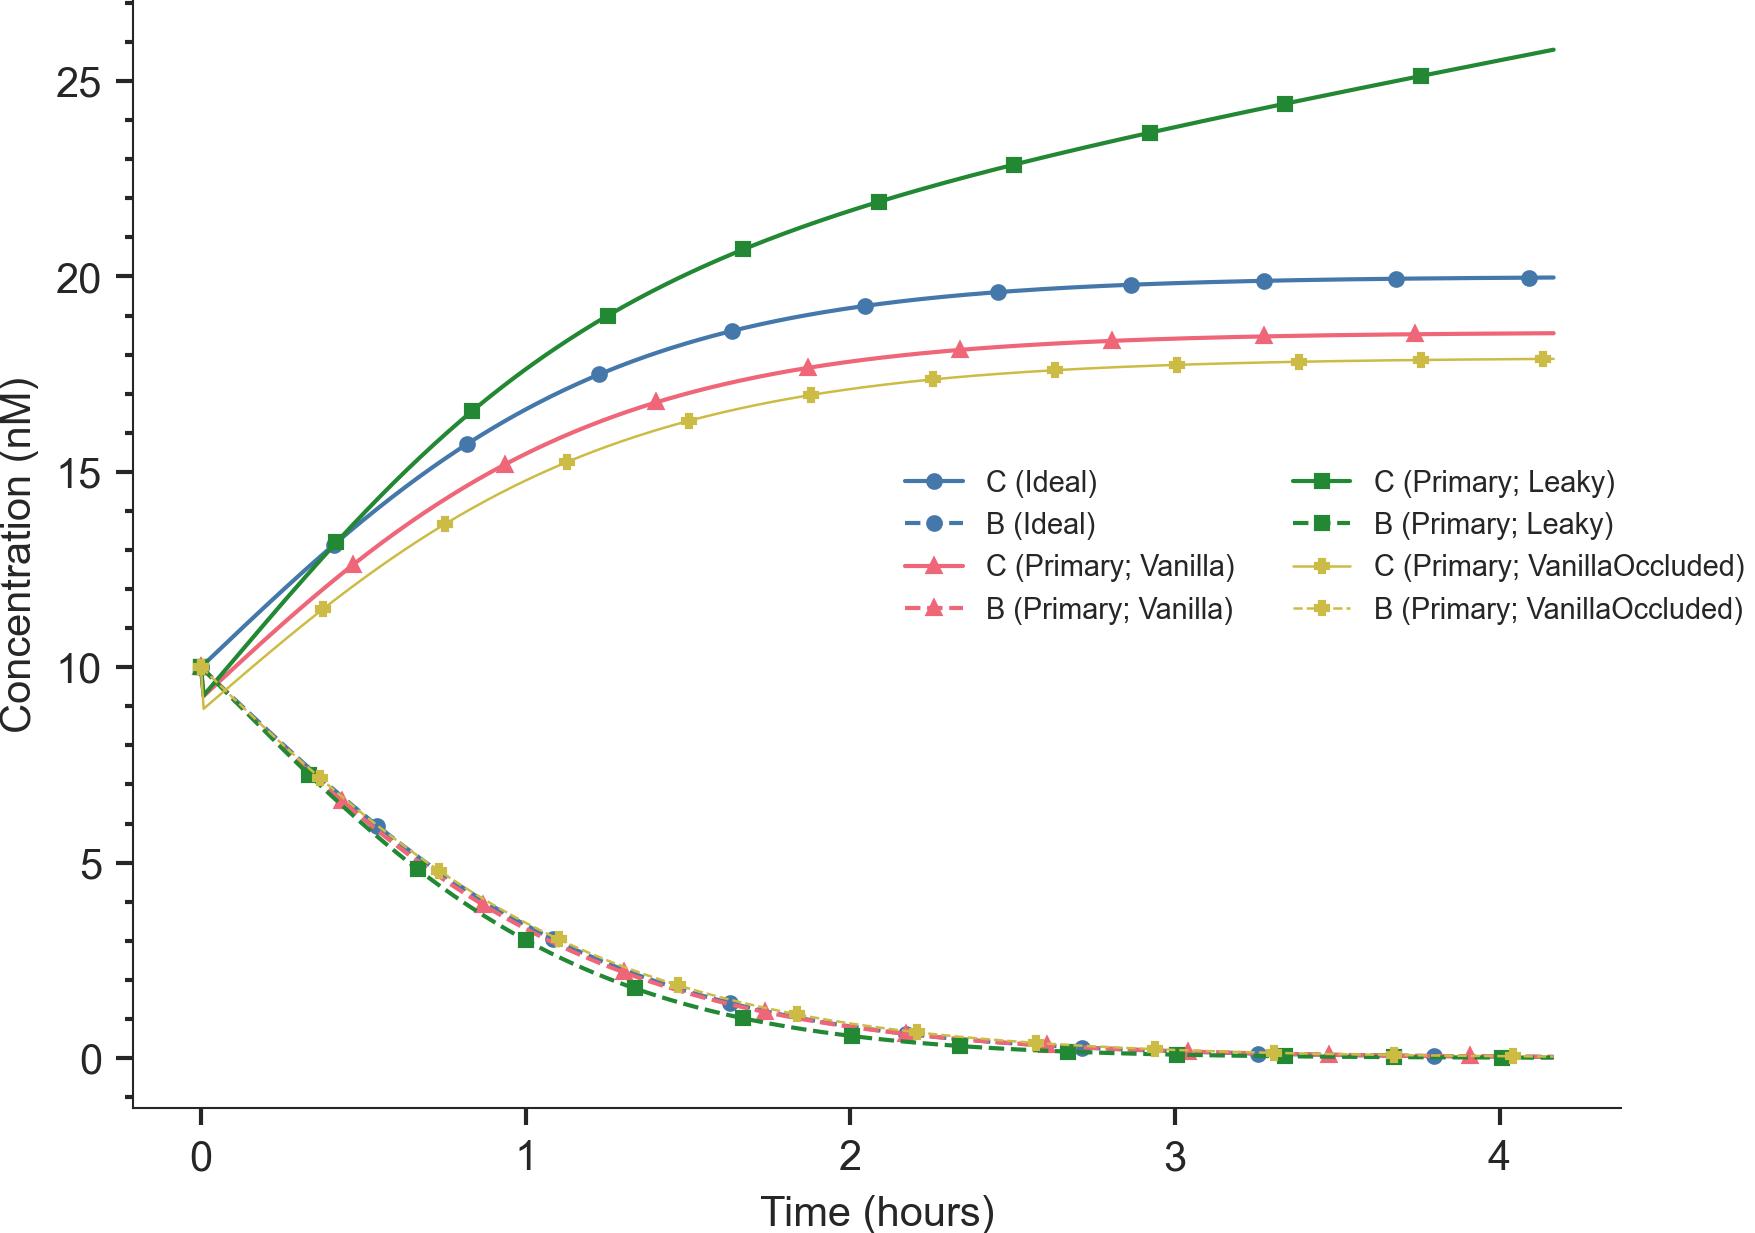 25
20
15
10
5
0
Concentration (nM)
C (Ideal)
B (Ideal)
C (Primary; Vanilla)
B (Primary; Vanilla)
C (Primary; Leaky)
B (Primary; Leaky)
C (Primary; VanillaOccluded)
B (Primary; VanillaOccluded)
0 1 2 3 4
Time (hours)